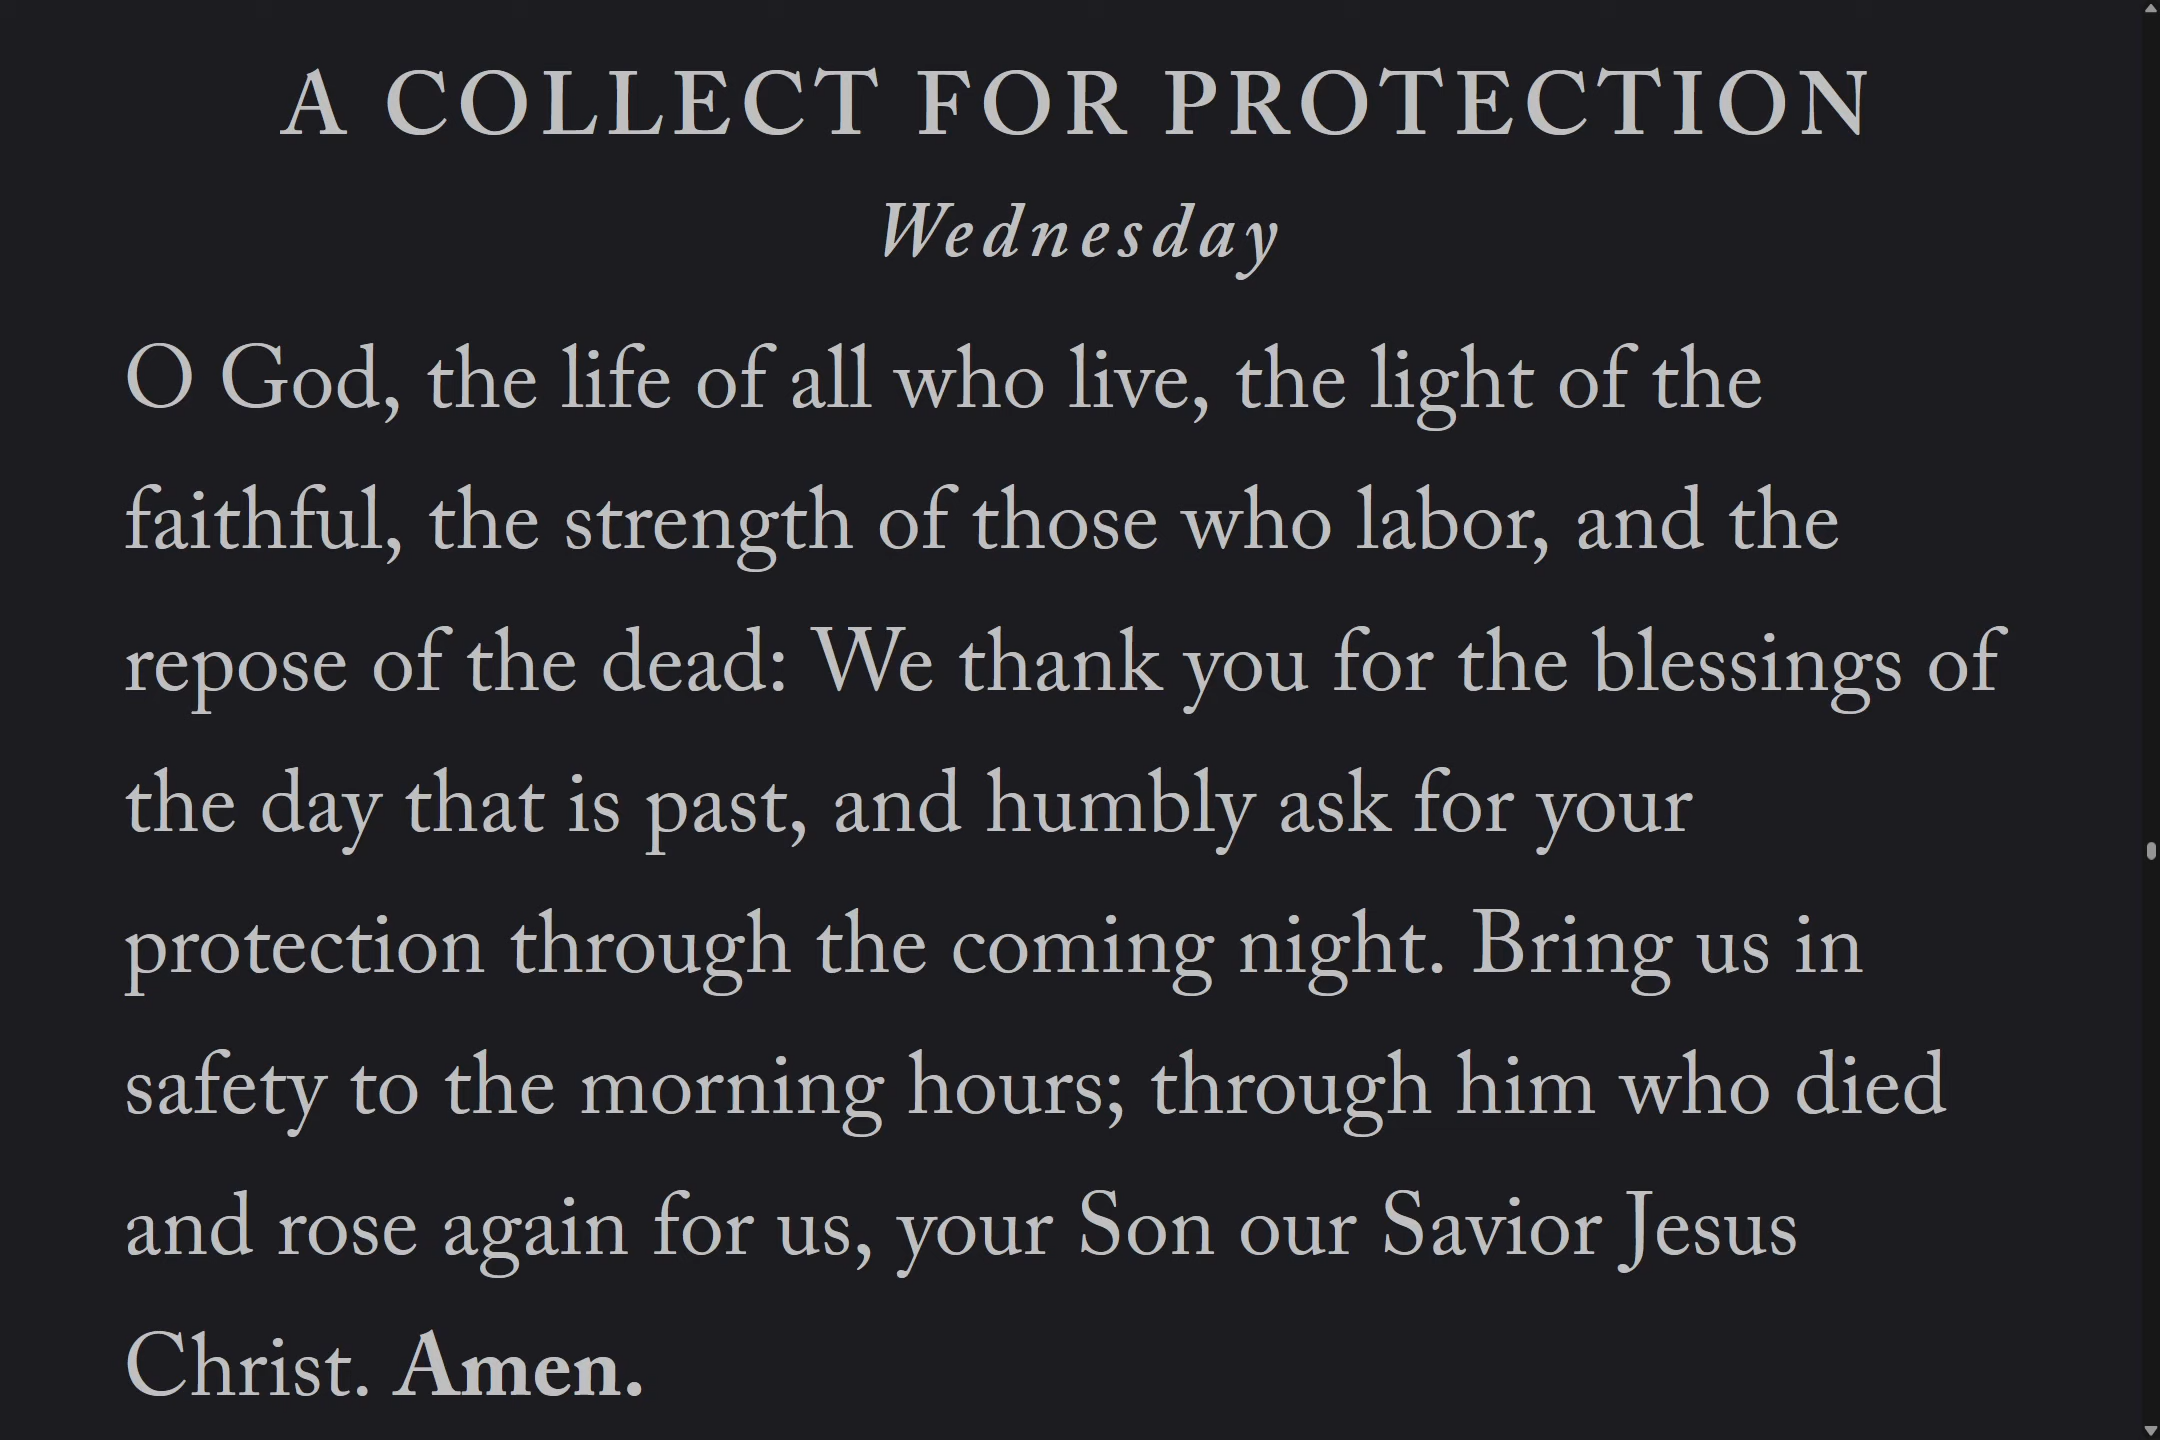 A COLLECT FOR PROTECTION
Wednesday
O God, the life of all who live, the light of the
faithful, the strength of those who labor, and the
repose of the dead: We thank you for the blessings of
the day that is past, and humbly ask for your
protection through the coming night. Bring us in
safety to the morning hours; through him who died
and rose again for us, your Son our Savior Jesus
Christ. Amen.